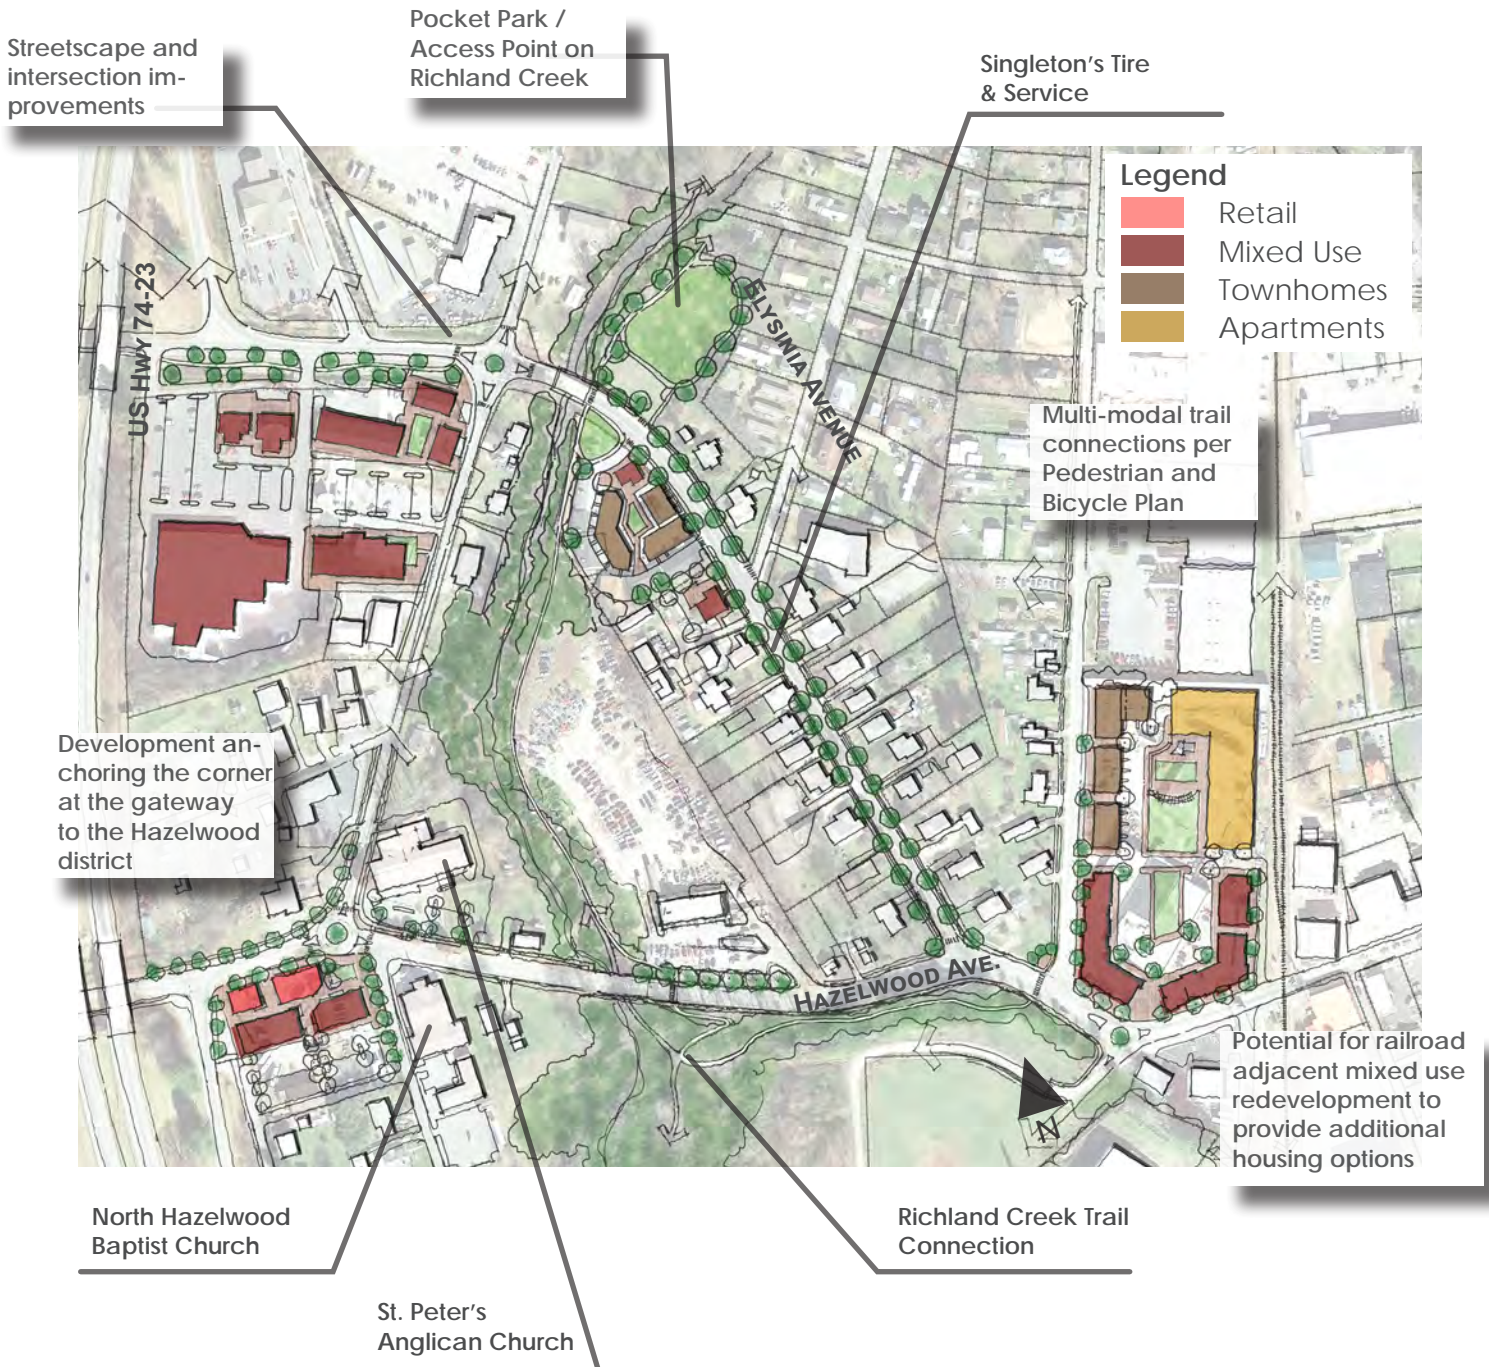 Pocket Park /
Access Point on
Richland Creek
Streetscape and
intersection im-
provements
Singleton's Tire
& Service
Legend
Retail
Mixed Use
Townhomes
Apartments
US Hwy 74-23
Elysinia Avenue
Multi-modal trail
connections per
Pedestrian and
Bicycle Plan
Development an-
choring the corner
at the gateway
to the Hazelwood
district
Hazelwood Ave.
N
Potential for railroad
adjacent mixed use
redevelopment to
provide additional
housing options
North Hazelwood
Baptist Church
Richland Creek Trail
Connection
St. Peter's
Anglican Church